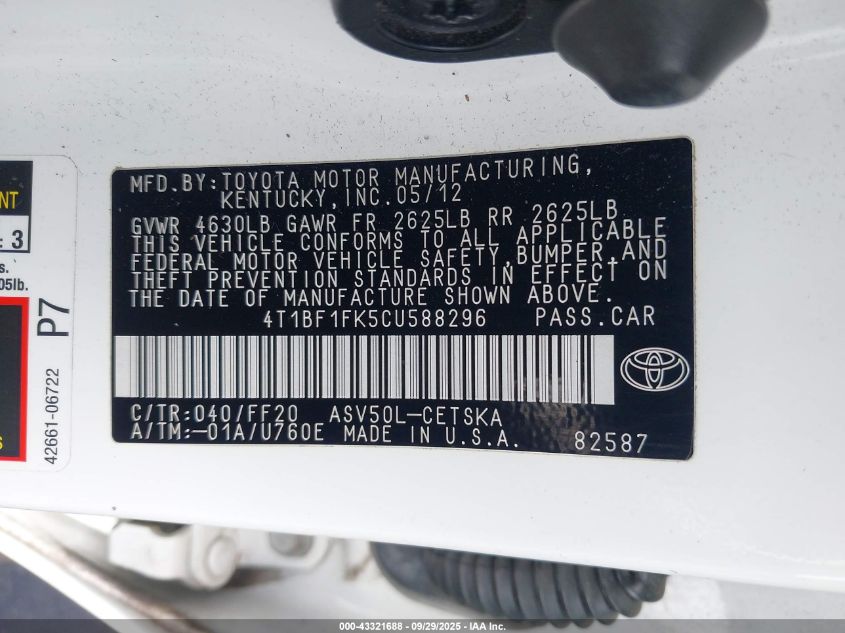 NT
: 3
s.
05lb.
S
42661-06722
P7
MFD.BY:TOYOTA MOTOR MANUFACTURING,
KENTUCKY,INC.05/12
GVWR 4630LB GAWR FR 2625LB RR 2625LB
THIS VEHICLE CONFORMS TO ALL APPLICABLE
FEDERAL MOTOR VEHICLE SAFETY,BUMPER,AND
THEFT PREVENTION STANDARDS IN EFFECT ON
THE DATE OF MANUFACTURE SHOWN ABOVE.
4T1BF1FK5CU588296 PASS.CAR
C/TR:040/FF20 ASV50L-CETSKA
A/TM:-01A/U760E MADE IN U.S.A. 82587
000-43321688 - 09/29/2025 - IAA Inc.